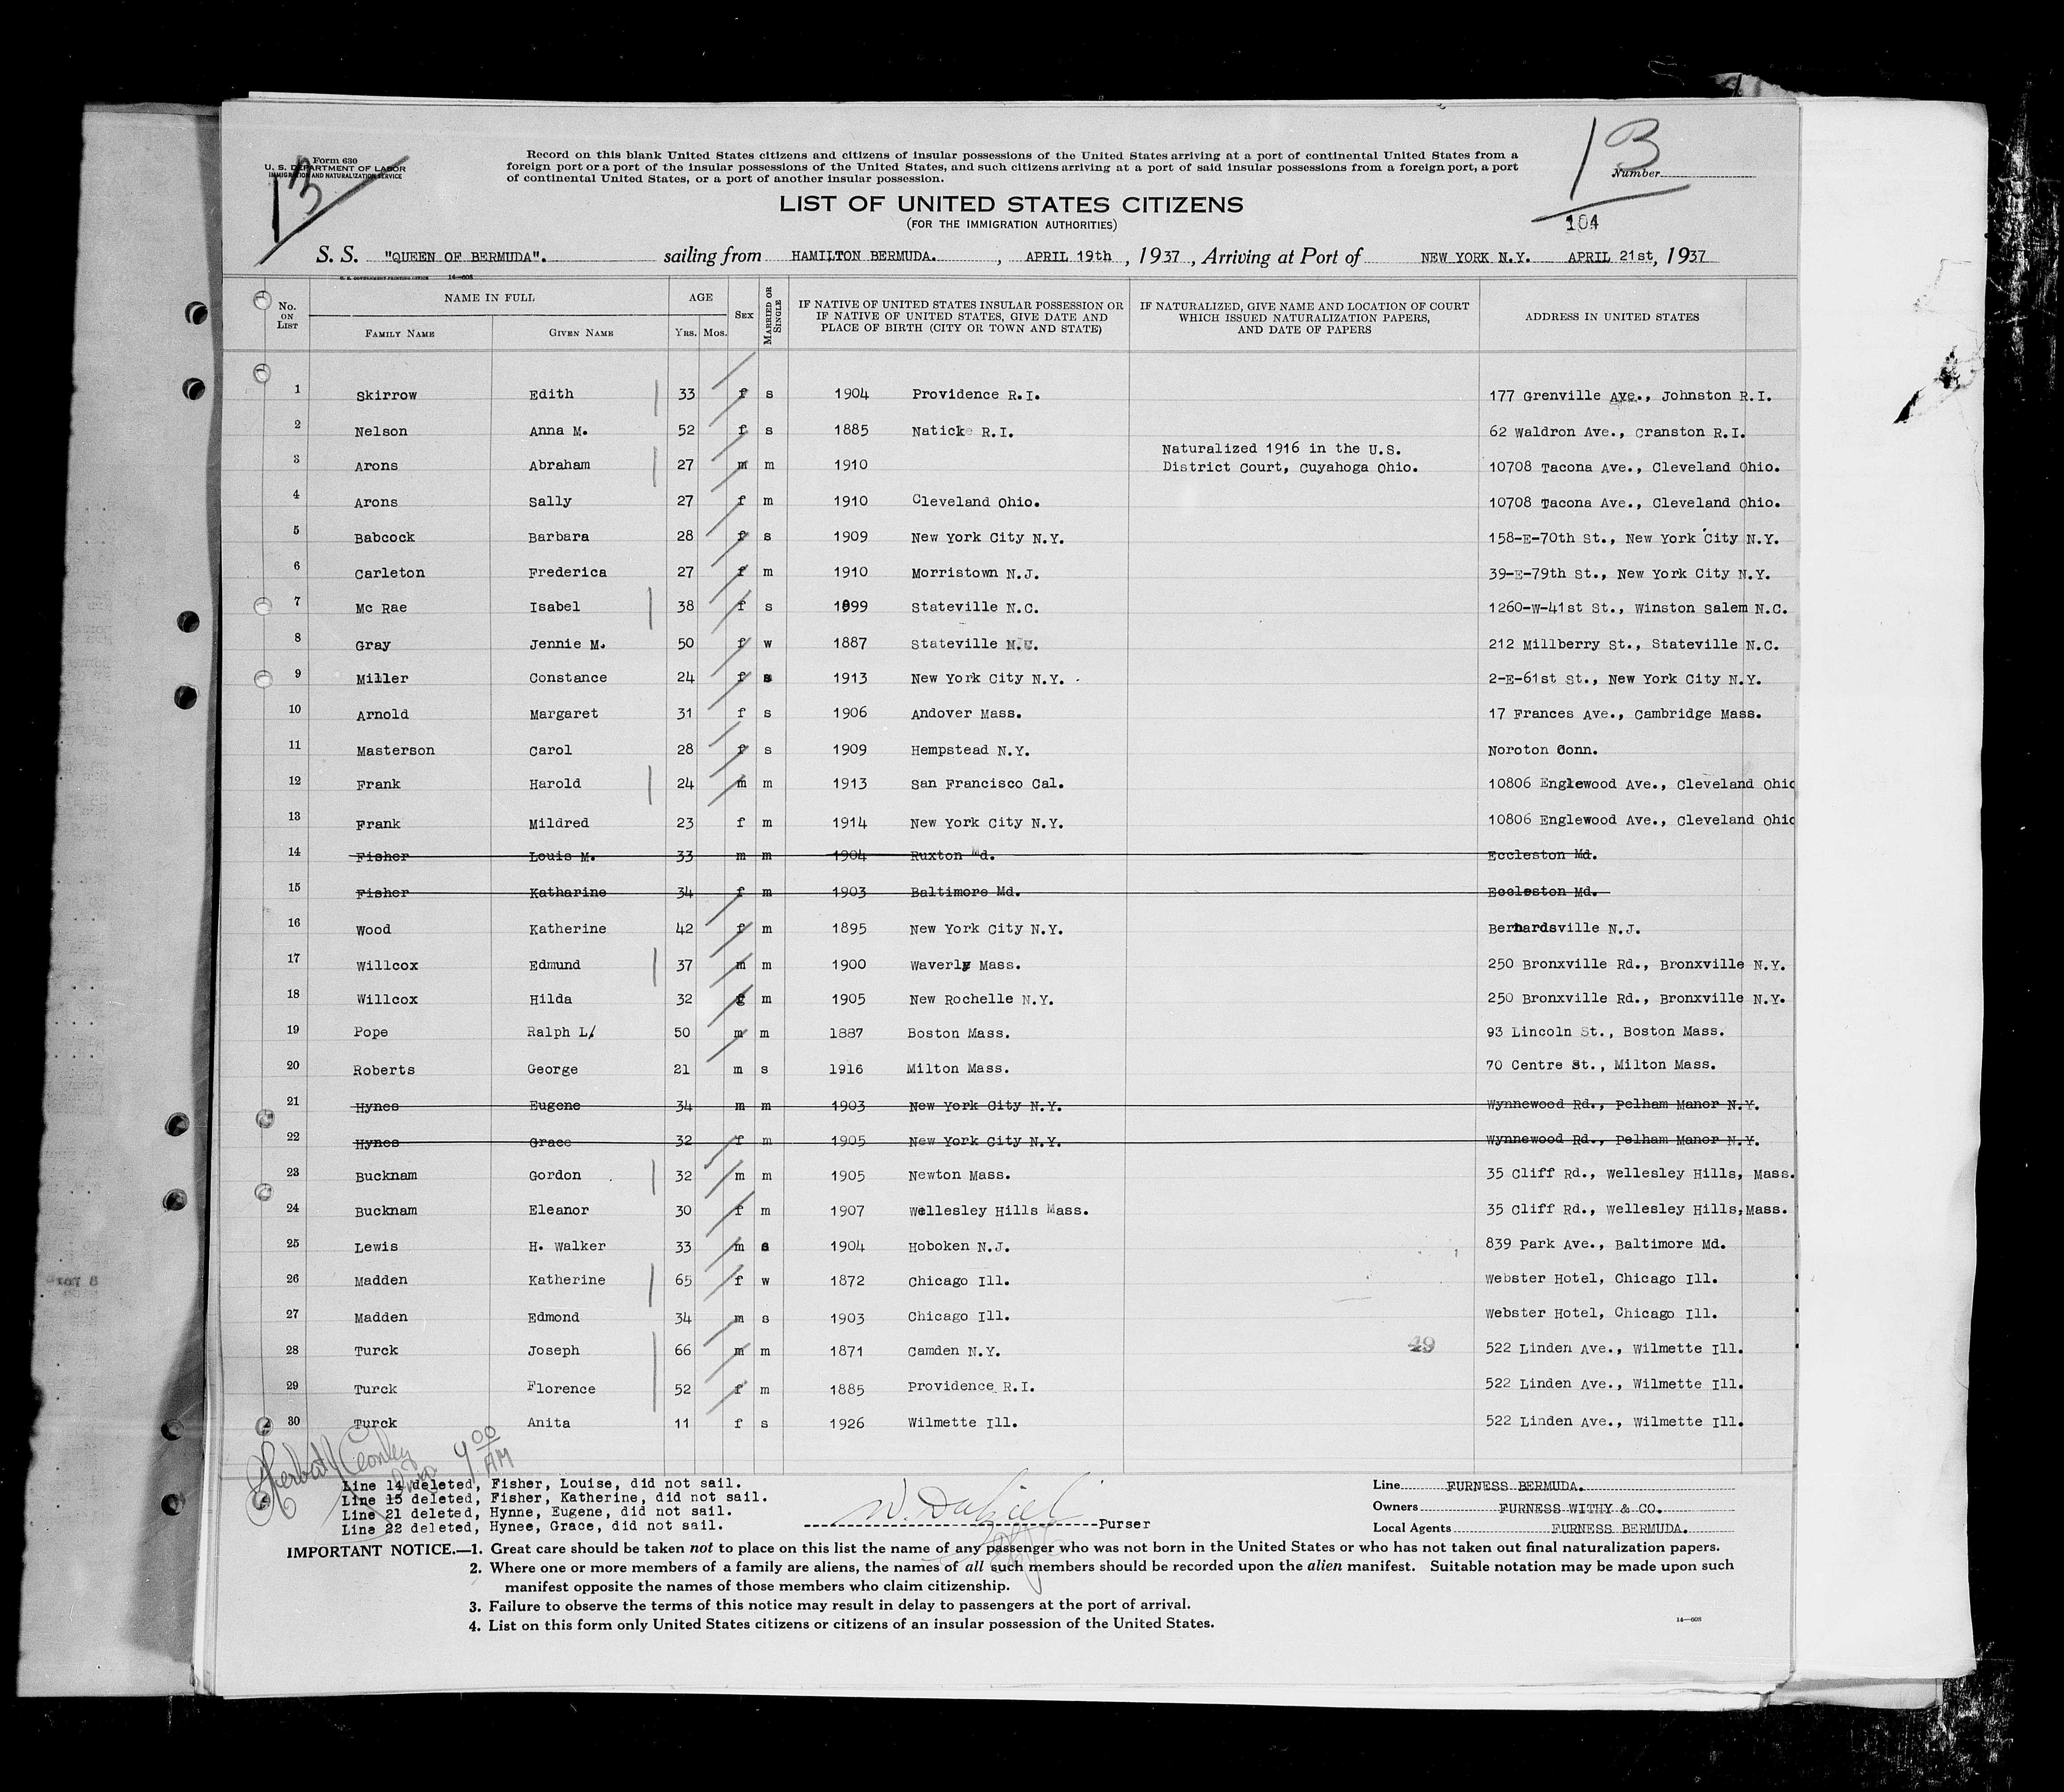 Form 630
U. S. DEPARTMENT OF LABOR
IMMIGRATION AND NATURALIZATION SERVICE
13
Record on this blank United States citizens and citizens of insular possessions of the United States arriving at a port of continental United States from a
foreign port or a port of the insular possessions of the United States, and such citizens arriving at a port of said insular possessions from a foreign port, a port
of continental United States, or a port of another insular possession.
13
Number
104
LIST OF UNITED STATES CITIZENS
(FOR THE IMMIGRATION AUTHORITIES)
S. S. "QUEEN OF BERMUDA". sailing from HAMILTON BERMUDA. , APRIL 19th , 1937 , Arriving at Port of NEW YORK N.Y. APRIL 21st, 1937
U. S. GOVERNMENT PRINTING OFFICE 14—608
No. ON LIST NAME IN FULL AGE SEX MARRIED OR SINGLE IF NATIVE OF UNITED STATES INSULAR POSSESSION OR IF NATIVE OF UNITED STATES, GIVE DATE AND PLACE OF BIRTH (CITY OR TOWN AND STATE) IF NATURALIZED, GIVE NAME AND LOCATION OF COURT WHICH ISSUED NATURALIZATION PAPERS, AND DATE OF PAPERS ADDRESS IN UNITED STATES
FAMILY NAME GIVEN NAME YRS. MOS.
1 Skirrow Edith 33 f s 1904 Providence R.I. 177 Grenville Ave., Johnston R.I.
2 Nelson Anna M. 52 f s 1885 Naticke R.I. 62 Waldron Ave., Cranston R.I.
3 Arons Abraham 27 m m 1910 Naturalized 1916 in the U.S. District Court, Cuyahoga Ohio. 10708 Tacona Ave., Cleveland Ohio.
4 Arons Sally 27 f m 1910 Cleveland Ohio. 10708 Tacona Ave., Cleveland Ohio.
5 Babcock Barbara 28 f s 1909 New York City N.Y. 158-E-70th St., New York City N.Y.
6 Carleton Frederica 27 f m 1910 Morristown N.J. 39-E-79th St., New York City N.Y.
7 Mc Rae Isabel 38 f s 1899 Stateville N.C. 1260-W-41st St., Winston Salem N.C.
8 Gray Jennie M. 50 f w 1887 Stateville N.C. 212 Millberry St., Stateville N.C.
9 Miller Constance 24 f s 1913 New York City N.Y. 2-E-61st St., New York City N.Y.
10 Arnold Margaret 31 f s 1906 Andover Mass. 17 Frances Ave., Cambridge Mass.
11 Masterson Carol 28 f s 1909 Hempstead N.Y. Noroton Conn.
12 Frank Harold 24 m m 1913 San Francisco Cal. 10806 Englewood Ave., Cleveland Ohio
13 Frank Mildred 23 f m 1914 New York City N.Y. 10806 Englewood Ave., Cleveland Ohio
14 Fisher Louis M. 33 m m 1904 Ruxton Md. Eccleston Md.
15 Fisher Katharine 34 f m 1903 Baltimore Md. Eccleston Md.
16 Wood Katherine 42 f m 1895 New York City N.Y. Bernardsville N.J.
17 Willcox Edmund 37 m m 1900 Waverly Mass. 250 Bronxville Rd., Bronxville N.Y.
18 Willcox Hilda 32 f m 1905 New Rochelle N.Y. 250 Bronxville Rd., Bronxville N.Y.
19 Pope Ralph L/ 50 m m 1887 Boston Mass. 93 Lincoln St., Boston Mass.
20 Roberts George 21 m s 1916 Milton Mass. 70 Centre St., Milton Mass.
21 Hynes Eugene 34 m m 1903 New York City N.Y. Wynnewood Rd., Pelham Manor N.Y.
22 Hynes Grace 32 f m 1905 New York City N.Y. Wynnewood Rd., Pelham Manor N.Y.
23 Bucknam Gordon 32 m m 1905 Newton Mass. 35 Cliff Rd., Wellesley Hills, Mass.
24 Bucknam Eleanor 30 f m 1907 Wellesley Hills Mass. 35 Cliff Rd., Wellesley Hills, Mass.
25 Lewis H. Walker 33 m s 1904 Hoboken N.J. 839 Park Ave., Baltimore Md.
26 Madden Katherine 65 f w 1872 Chicago Ill. Webster Hotel, Chicago Ill.
27 Madden Edmond 34 m s 1903 Chicago Ill. Webster Hotel, Chicago Ill.
28 Turck Joseph 66 m m 1871 Camden N.Y. 49 522 Linden Ave., Wilmette Ill.
29 Turck Florence 52 f m 1885 Providence R.I. 522 Linden Ave., Wilmette Ill.
30 Turck Anita 11 f s 1926 Wilmette Ill. 522 Linden Ave., Wilmette Ill.
9 00 AM
Line 14 deleted, Fisher, Louise, did not sail.
Line 15 deleted, Fisher, Katherine, did not sail.
Line 21 deleted, Hynne, Eugene, did not sail.
Line 22 deleted, Hynee, Grace, did not sail.
Purser
Line FURNESS BERMUDA.
Owners FURNESS WITHY & CO.
Local Agents FURNESS BERMUDA.
IMPORTANT NOTICE.—1. Great care should be taken not to place on this list the name of any passenger who was not born in the United States or who has not taken out final naturalization papers.
2. Where one or more members of a family are aliens, the names of all such members should be recorded upon the alien manifest. Suitable notation may be made upon such
manifest opposite the names of those members who claim citizenship.
3. Failure to observe the terms of this notice may result in delay to passengers at the port of arrival.
4. List on this form only United States citizens or citizens of an insular possession of the United States.
14—608